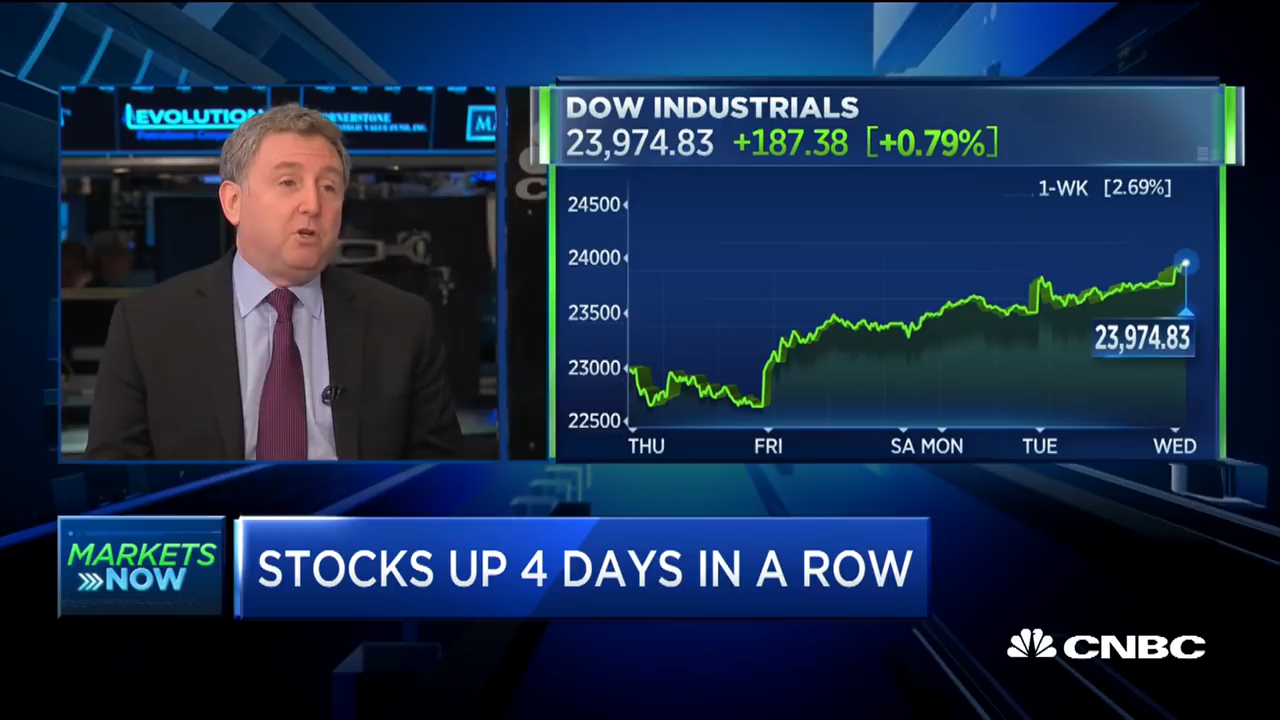 EVOLUTION
DOW INDUSTRIALS
23,974.83 +187.38 [+0.79%]
1-WK [2.69%]
24500
24000
23500
23000
22500
23,974.83
THU FRI SA MON TUE WED
MARKETS
NOW
STOCKS UP 4 DAYS IN A ROW
CNBC